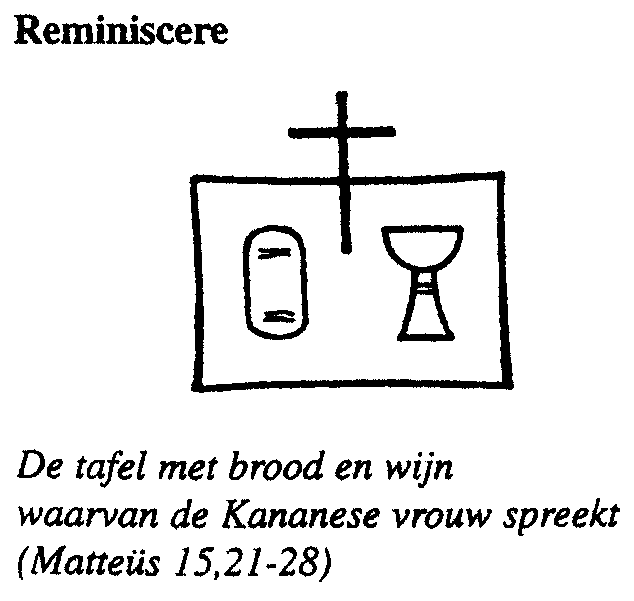 Reminiscere
De tafel met brood en wijn
waarvan de Kananese vrouw spreekt
(Matteüs 15,21-28)